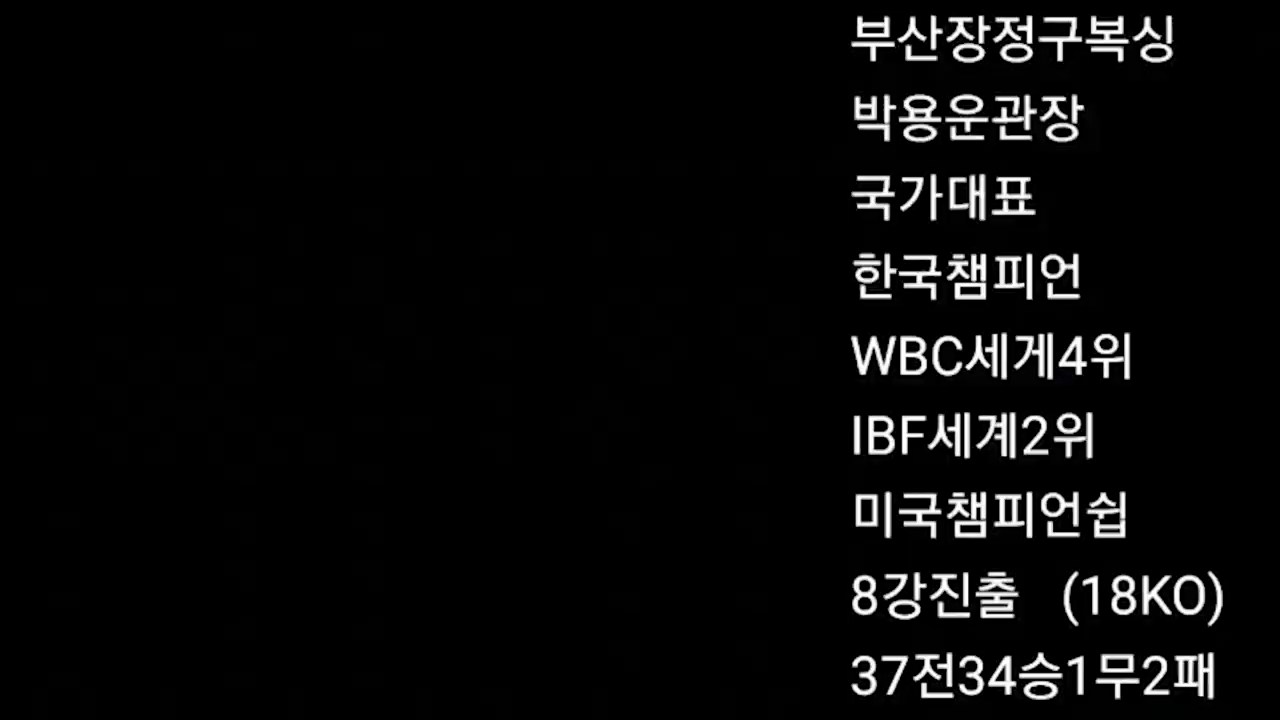 부산장정구복싱
박용운관장
국가대표
한국챔피언
WBC세게4위
IBF세계2위
미국챔피언쉽
8강진출 (18KO)
37전34승1무2패